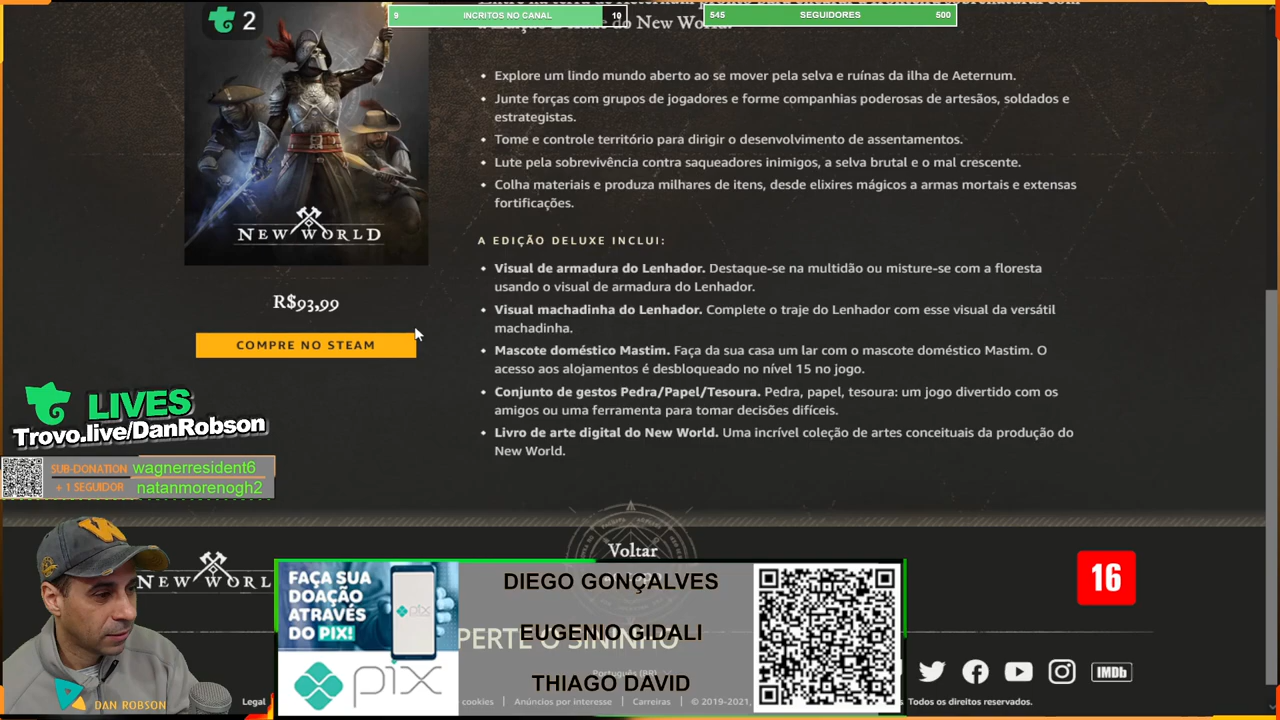 2
9 INCRITOS NO CANAL 10
545 SEGUIDORES 500
do New World.
Explore um lindo mundo aberto ao se mover pela selva e ruínas da ilha de Aeternum.
Junte forças com grupos de jogadores e forme companhias poderosas de artesãos, soldados e
estrategistas.
Tome e controle território para dirigir o desenvolvimento de assentamentos.
Lute pela sobrevivência contra saqueadores inimigos, a selva brutal e o mal crescente.
Colha materiais e produza milhares de itens, desde elixires mágicos a armas mortais e extensas
fortificações.
NEW WORLD
A EDIÇÃO DELUXE INCLUI:
Visual de armadura do Lenhador. Destaque-se na multidão ou misture-se com a floresta
usando o visual de armadura do Lenhador.
R$93,99
Visual machadinha do Lenhador. Complete o traje do Lenhador com esse visual da versátil
machadinha.
COMPRE NO STEAM
Mascote doméstico Mastim. Faça da sua casa um lar com o mascote doméstico Mastim. O
acesso aos alojamentos é desbloqueado no nível 15 no jogo.
Conjunto de gestos Pedra/Papel/Tesoura. Pedra, papel, tesoura: um jogo divertido com os
amigos ou uma ferramenta para tomar decisões difíceis.
Livro de arte digital do New World. Uma incrível coleção de artes conceituais da produção do
New World.
LIVES
Trovo.live/DanRobson
SUB-DONATION wagnerresident6
+ 1 SEGUIDOR natanmorenogh2
Voltar
NEW WORL
16
FAÇA SUA
DOAÇÃO
ATRAVÉS
DO PIX!
pix
DIEGO GONÇALVES
EUGENIO GIDALI
THIAGO DAVID
PERTE O SININHO
Português (BR)
pix
IMDb
DAN ROBSON
Legal
cookies | Anúncios por interesse | Carreiras | © 2019-2021,
Todos os direitos reservados.